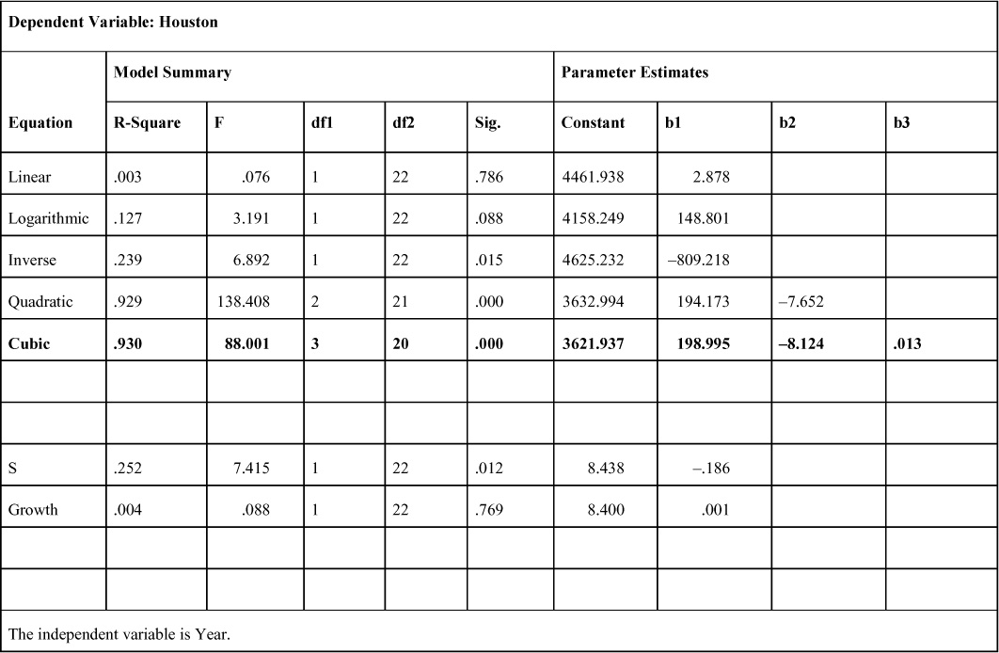 Dependent Variable: Houston
Model Summary Parameter Estimates
Equation R-Square F df1 df2 Sig. Constant b1 b2 b3
Linear .003 .076 1 22 .786 4461.938 2.878
Logarithmic .127 3.191 1 22 .088 4158.249 148.801
Inverse .239 6.892 1 22 .015 4625.232 –809.218
Quadratic .929 138.408 2 21 .000 3632.994 194.173 –7.652
Cubic .930 88.001 3 20 .000 3621.937 198.995 –8.124 .013
S .252 7.415 1 22 .012 8.438 –.186
Growth .004 .088 1 22 .769 8.400 .001
The independent variable is Year.